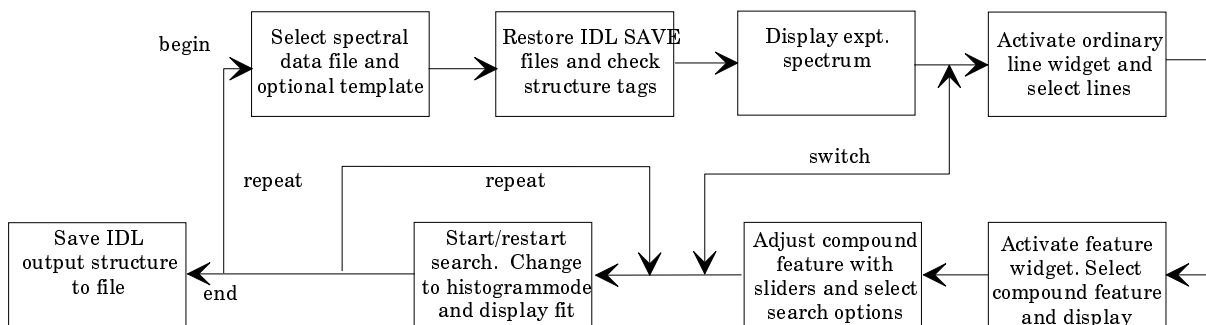 begin
Select spectral
data file and
optional template
Restore IDL SAVE
files and check
structure tags
Display expt.
spectrum
Activate ordinary
line widget and
select lines
switch
repeat
repeat
Save IDL
output structure
to file
end
Start/restart
search. Change
to histogrammode
and display fit
Adjust compound
feature with
sliders and select
search options
Activate feature
widget. Select
compound feature
and display